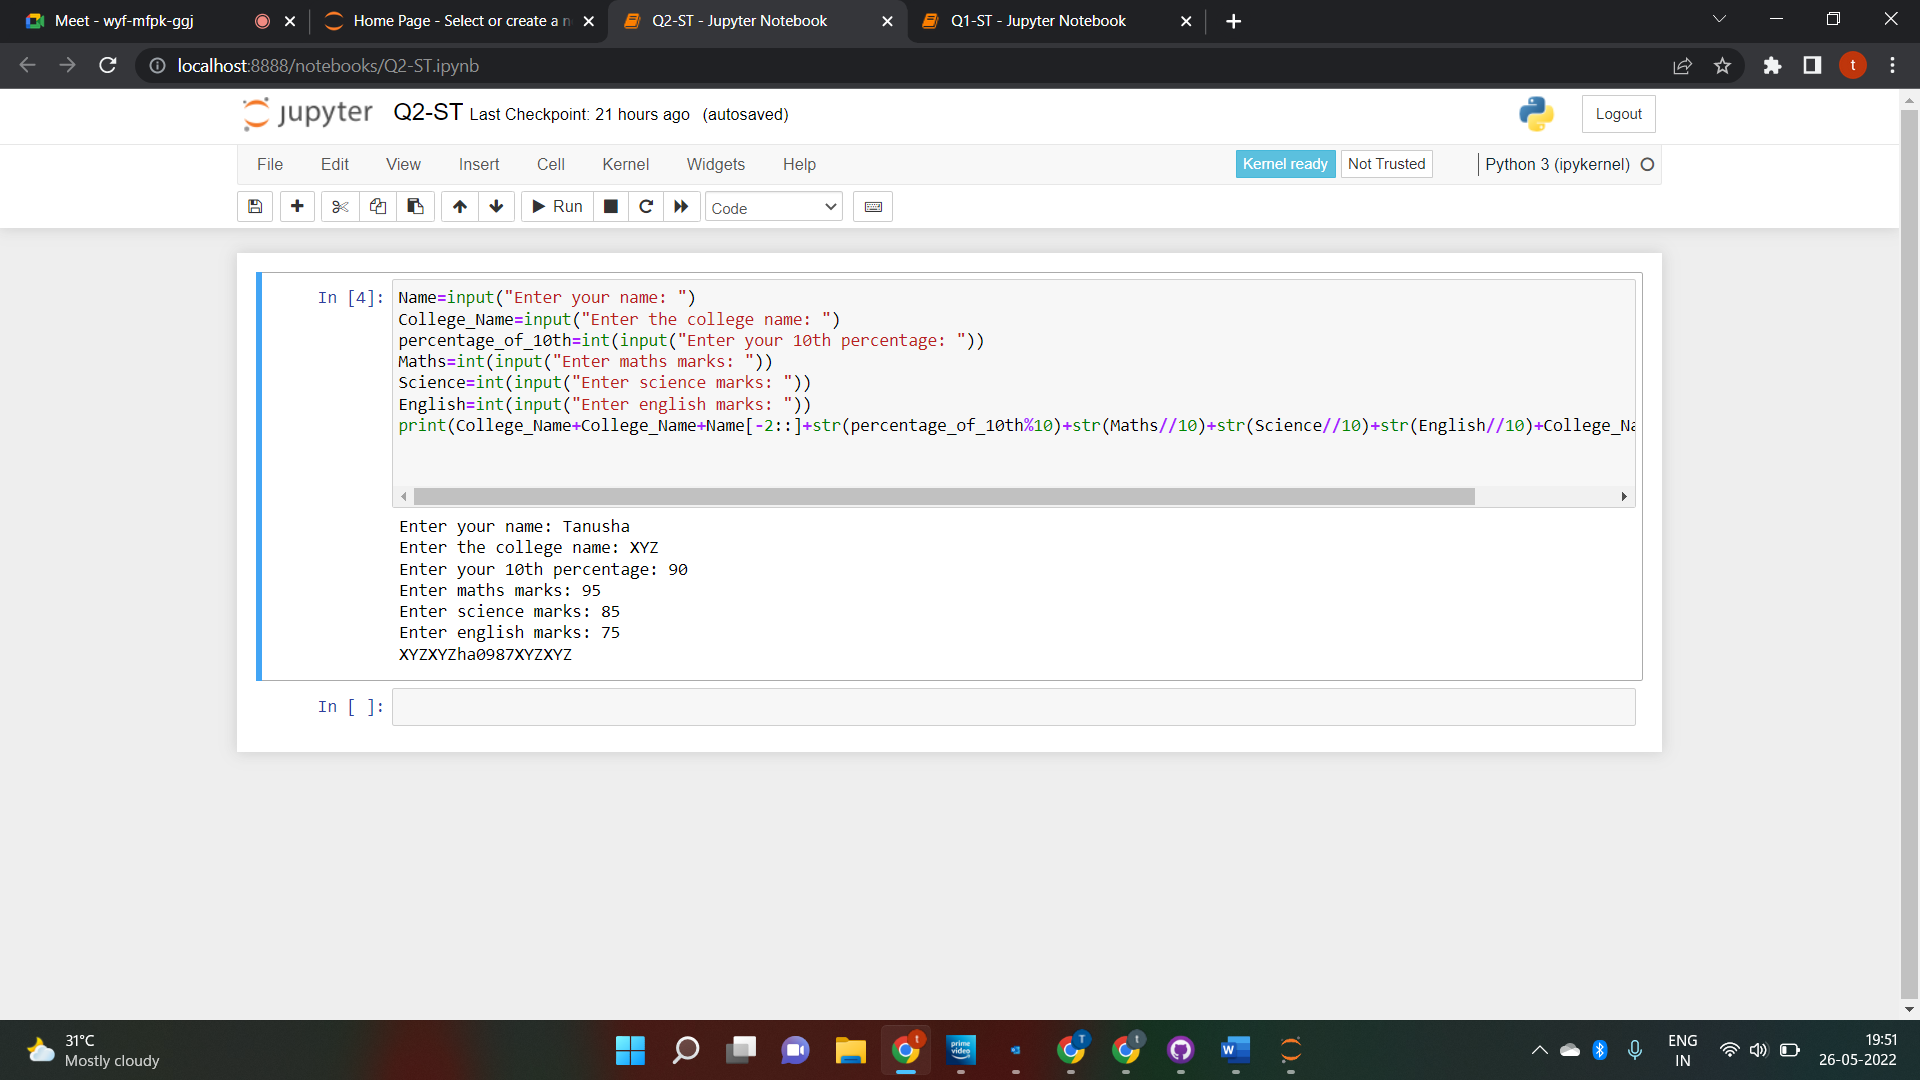 Meet - wyf-mfpk-ggj
Home Page - Select or create a n
Q2-ST - Jupyter Notebook
Q1-ST - Jupyter Notebook
localhost:8888/notebooks/Q2-ST.ipynb
t
jupyter Q2-ST Last Checkpoint: 21 hours ago (autosaved)
Logout
File Edit View Insert Cell Kernel Widgets Help
Kernel ready Not Trusted Python 3 (ipykernel)
Run Code
In [4]:
Name=input("Enter your name: ")
College_Name=input("Enter the college name: ")
percentage_of_10th=int(input("Enter your 10th percentage: "))
Maths=int(input("Enter maths marks: "))
Science=int(input("Enter science marks: "))
English=int(input("Enter english marks: "))
print(College_Name+College_Name+Name[-2::]+str(percentage_of_10th%10)+str(Maths//10)+str(Science//10)+str(English//10)+College_Na
Enter your name: Tanusha
Enter the college name: XYZ
Enter your 10th percentage: 90
Enter maths marks: 95
Enter science marks: 85
Enter english marks: 75
XYZXYZha0987XYZXYZ
In [ ]:
31°C
Mostly cloudy
t
prime video
T
t
W
ENG
IN
19:51
26-05-2022